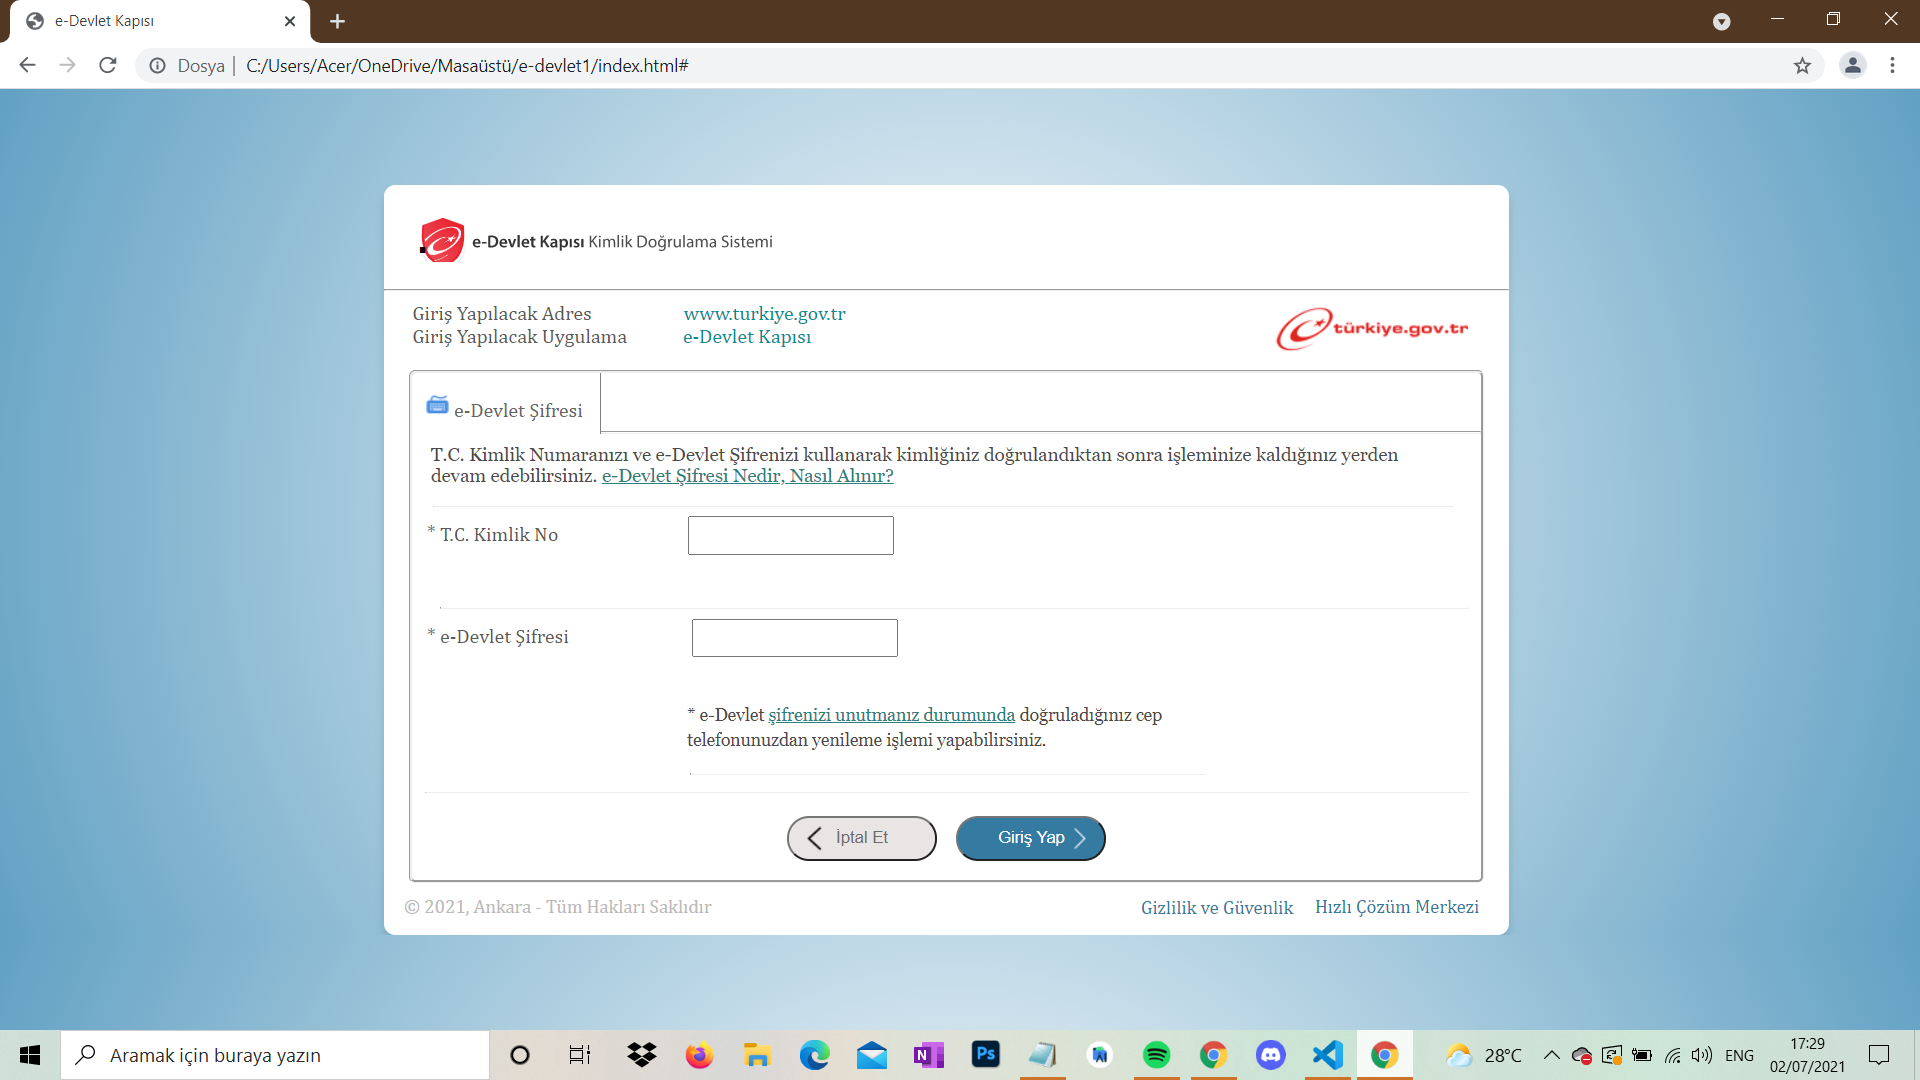 e-Devlet Kapısı
Dosya | C:/Users/Acer/OneDrive/Masaüstü/e-devlet1/index.html#
e-Devlet Kapısı Kimlik Doğrulama Sistemi
Giriş Yapılacak Adres www.turkiye.gov.tr
Giriş Yapılacak Uygulama e-Devlet Kapısı
türkiye.gov.tr
e-Devlet Şifresi
T.C. Kimlik Numaranızı ve e-Devlet Şifrenizi kullanarak kimliğiniz doğrulandıktan sonra işleminize kaldığınız yerden
devam edebilirsiniz. e-Devlet Şifresi Nedir, Nasıl Alınır?
* T.C. Kimlik No
* e-Devlet Şifresi
* e-Devlet şifrenizi unutmanız durumunda doğruladığınız cep
telefonunuzdan yenileme işlemi yapabilirsiniz.
İptal Et Giriş Yap
© 2021, Ankara - Tüm Hakları Saklıdır Gizlilik ve Güvenlik Hızlı Çözüm Merkezi
Aramak için buraya yazın N Ps 28°C ENG 17:29
02/07/2021